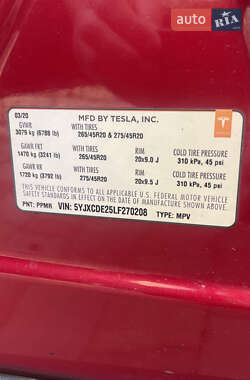 AUTO.RIA
03/20
MFD BY TESLA, INC.
TESLA
GVWR
3079 kg (6788 lb)
WITH TIRES
265/45R20 & 275/45R20
GAWR FRT
1470 kg (3241 lb)
WITH TIRES
265/45R20
RIM
20x9.0 J
COLD TIRE PRESSURE
310 kPa, 45 psi
GAWR RR
1720 kg (3792 lb)
WITH TIRES
275/45R20
RIM
20x9.5 J
COLD TIRE PRESSURE
310 kPa, 45 psi
THIS VEHICLE CONFORMS TO ALL APPLICABLE
U.S. FEDERAL MOTOR VEHICLE
SAFETY STANDARDS IN EFFECT ON THE DATE OF
MANUFACTURE SHOWN ABOVE.
PNT: PPMR VIN: 5YJXCDE25LF270208 TYPE: MPV